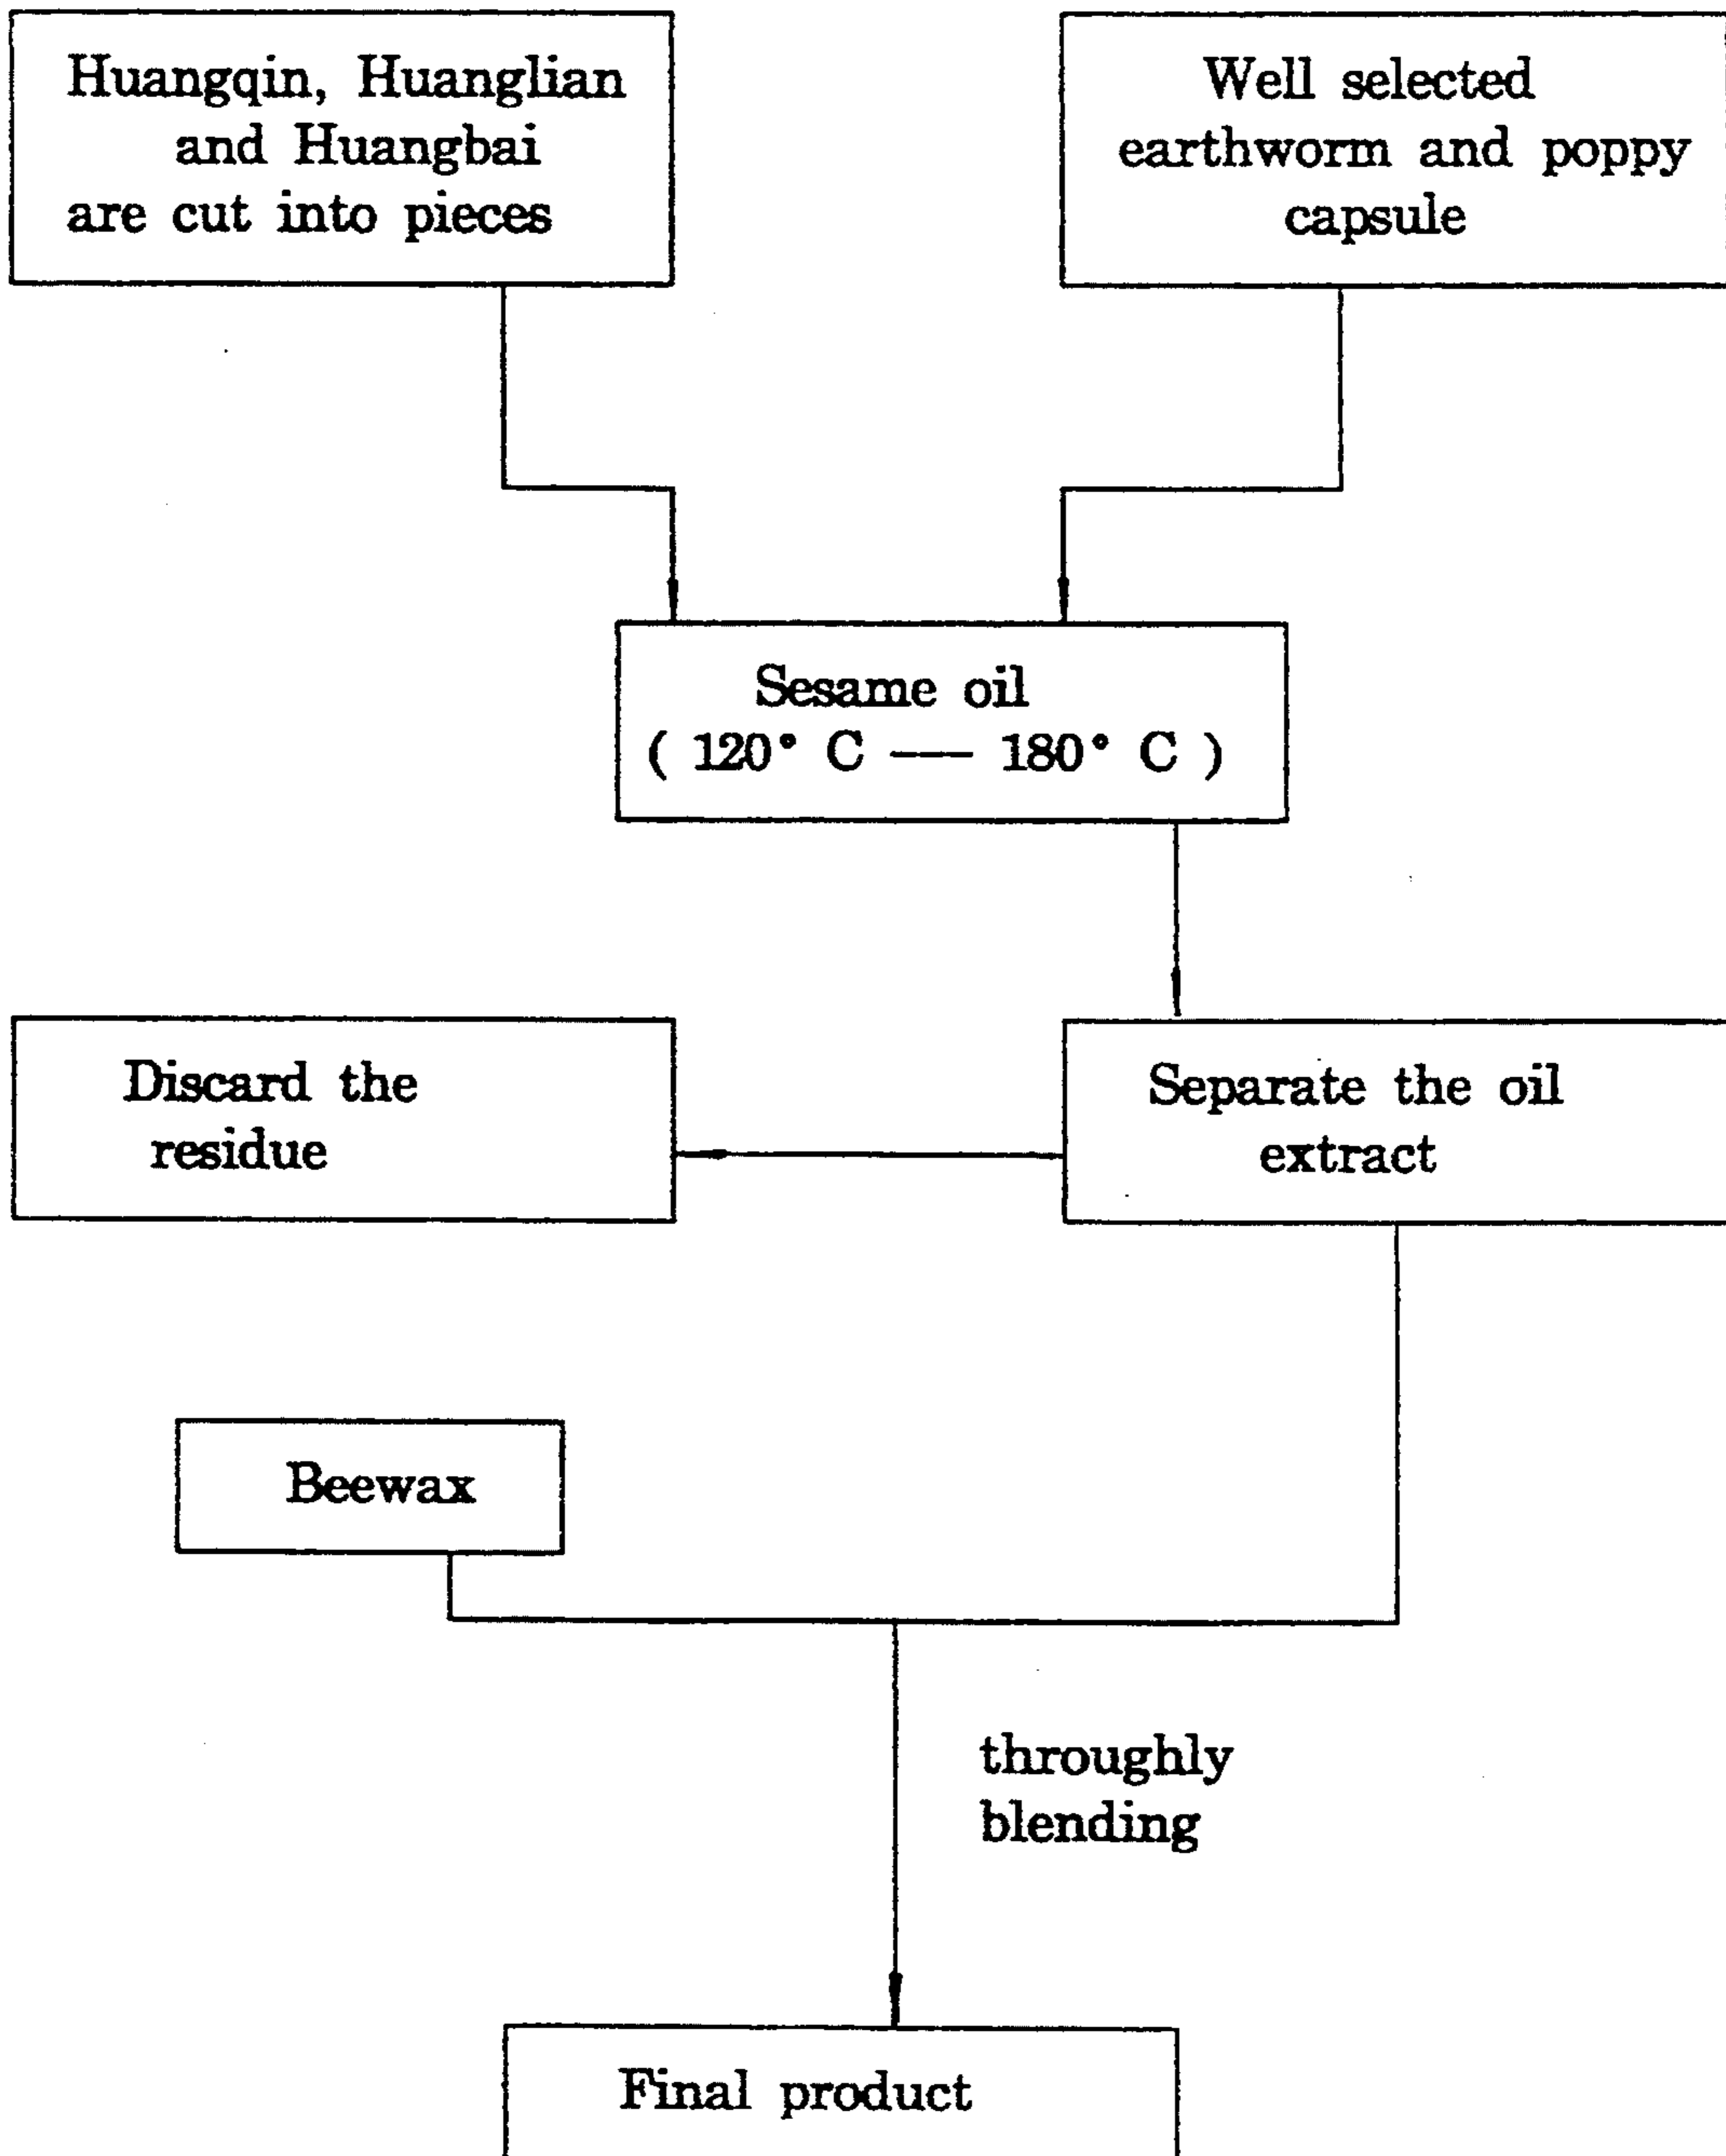 Huangqin, Huanglian
and Huangbai
are cut into pieces
Well selected
earthworm and poppy
capsule
Sesame oil
( 120° C — 180° C )
Discard the
residue
Separate the oil
extract
Beewax
throughly
blending
Final product